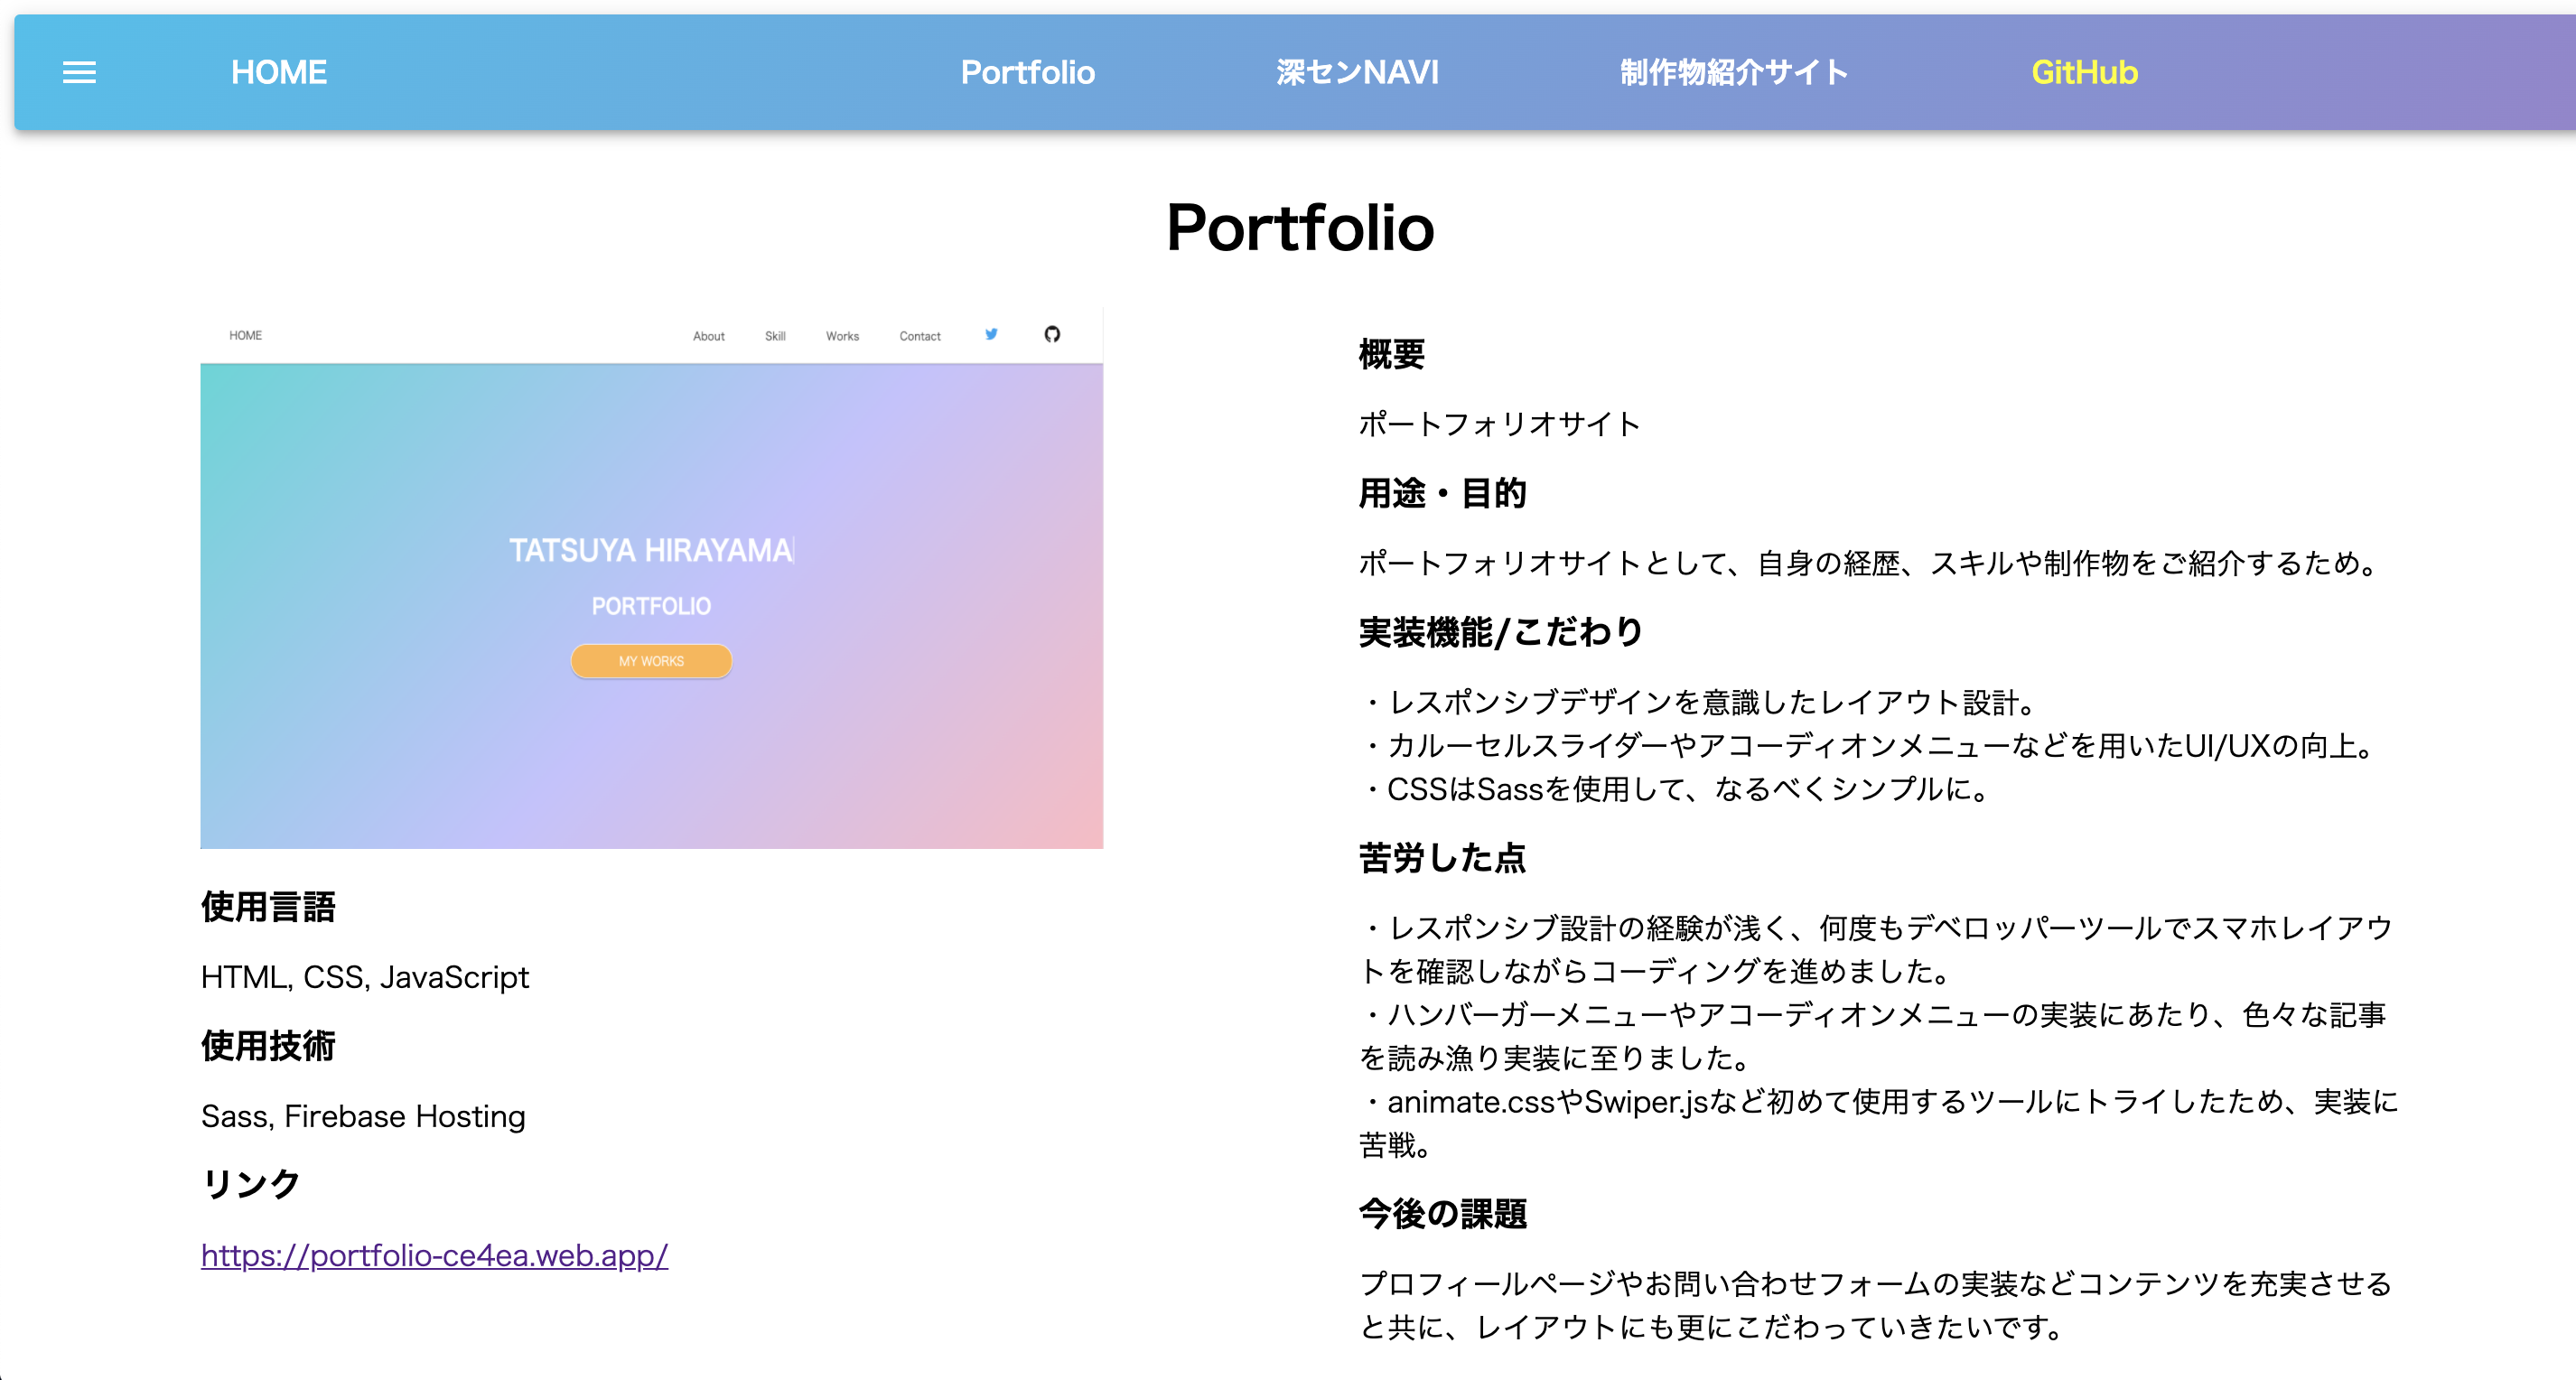 HOME
Portfolio
深センNAVI
制作物紹介サイト
GitHub
Portfolio
HOME
About
Skill
Works
Contact
TATSUYA HIRAYAMA
PORTFOLIO
MY WORKS
使用言語
HTML, CSS, JavaScript
使用技術
Sass, Firebase Hosting
リンク
https://portfolio-ce4ea.web.app/
概要
ポートフォリオサイト
用途・目的
ポートフォリオサイトとして、自身の経歴、スキルや制作物をご紹介するため。
実装機能/こだわり
・レスポンシブデザインを意識したレイアウト設計。
・カルーセルスライダーやアコーディオンメニューなどを用いたUI/UXの向上。
・CSSはSassを使用して、なるべくシンプルに。
苦労した点
・レスポンシブ設計の経験が浅く、何度もデベロッパーツールでスマホレイアウ
トを確認しながらコーディングを進めました。
・ハンバーガーメニューやアコーディオンメニューの実装にあたり、色々な記事
を読み漁り実装に至りました。
・animate.cssやSwiper.jsなど初めて使用するツールにトライしたため、実装に
苦戦。
今後の課題
プロフィールページやお問い合わせフォームの実装などコンテンツを充実させる
と共に、レイアウトにも更にこだわっていきたいです。